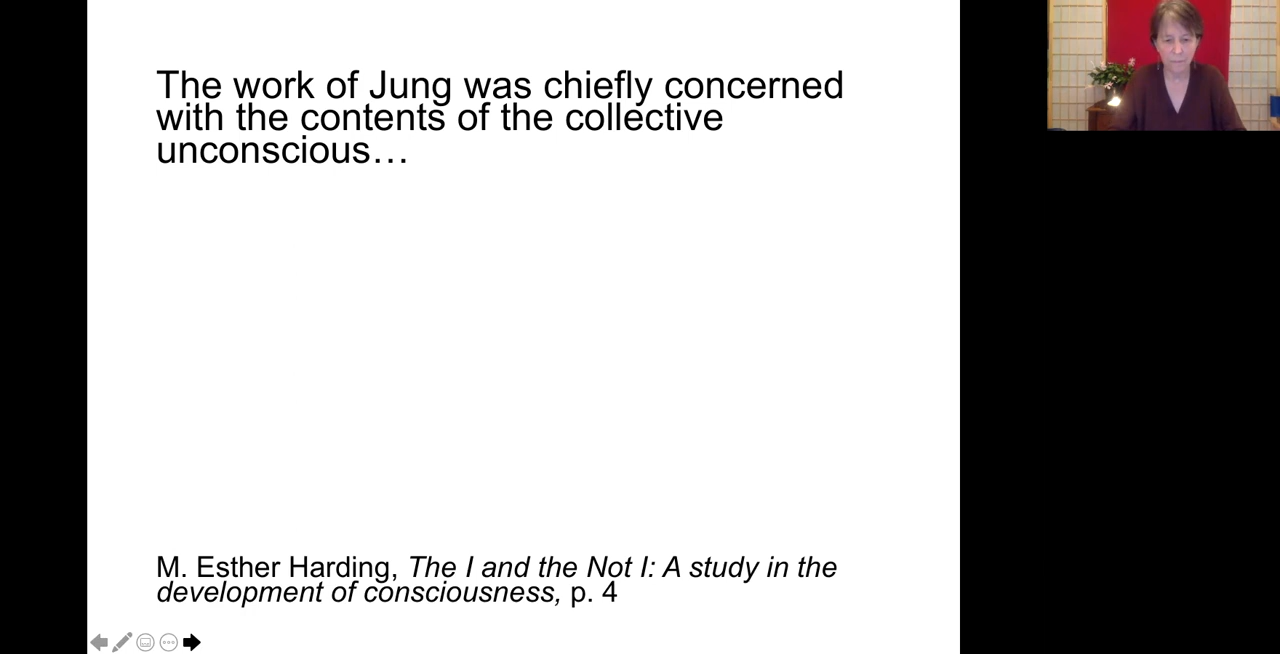 The work of Jung was chiefly concerned
with the contents of the collective
unconscious…
M. Esther Harding, The I and the Not I: A study in the
development of consciousness, p. 4